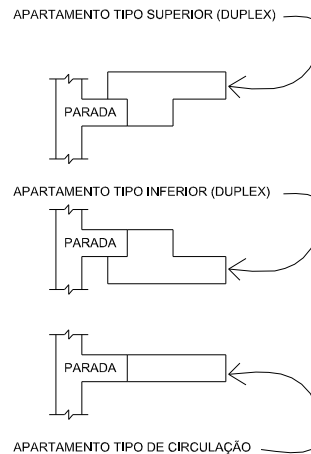 APARTAMENTO TIPO SUPERIOR (DUPLEX)
PARADA
APARTAMENTO TIPO INFERIOR (DUPLEX)
PARADA
PARADA
APARTAMENTO TIPO DE CIRCULAÇÃO